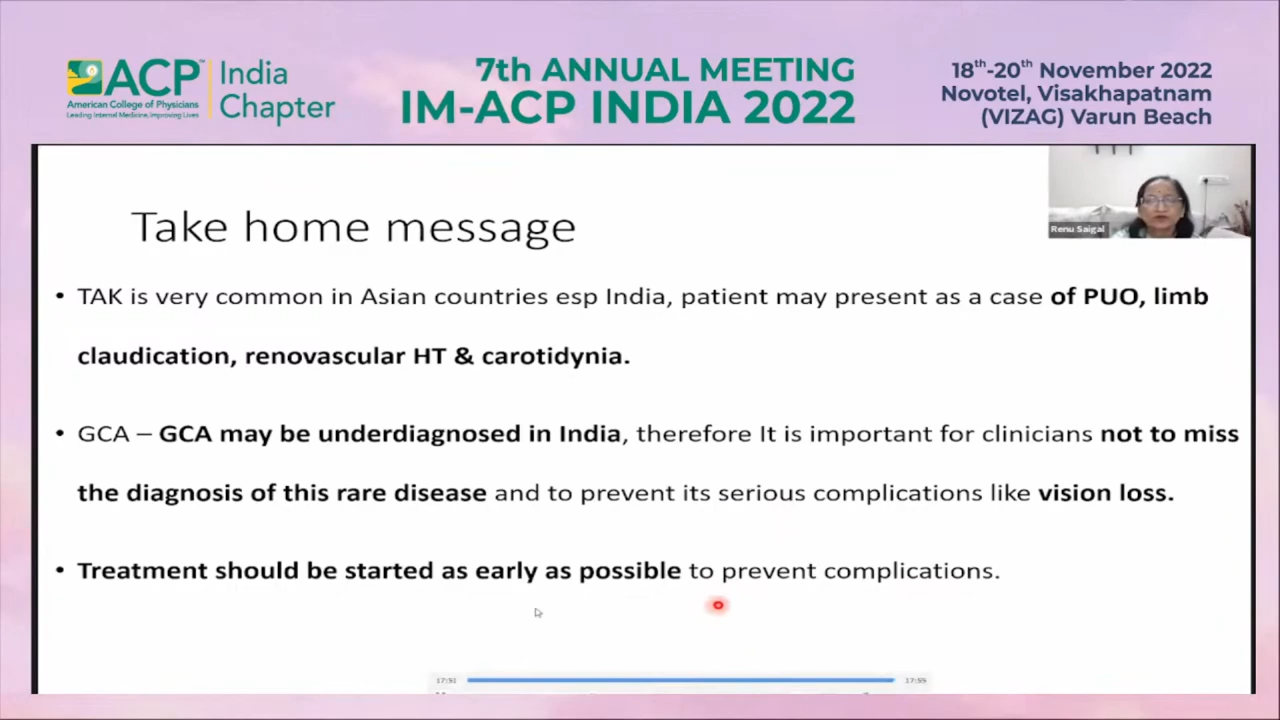 ACP™
American College of Physicians
Leading Internal Medicine, Improving Lives
India
Chapter
7th ANNUAL MEETING
IM-ACP INDIA 2022
18th-20th November 2022
Novotel, Visakhapatnam
(VIZAG) Varun Beach
Renu Saigal
Take home message
• TAK is very common in Asian countries esp India, patient may present as a case of PUO, limb
claudication, renovascular HT & carotidynia.
• GCA – GCA may be underdiagnosed in India, therefore It is important for clinicians not to miss
the diagnosis of this rare disease and to prevent its serious complications like vision loss.
• Treatment should be started as early as possible to prevent complications.
17:51
17:55